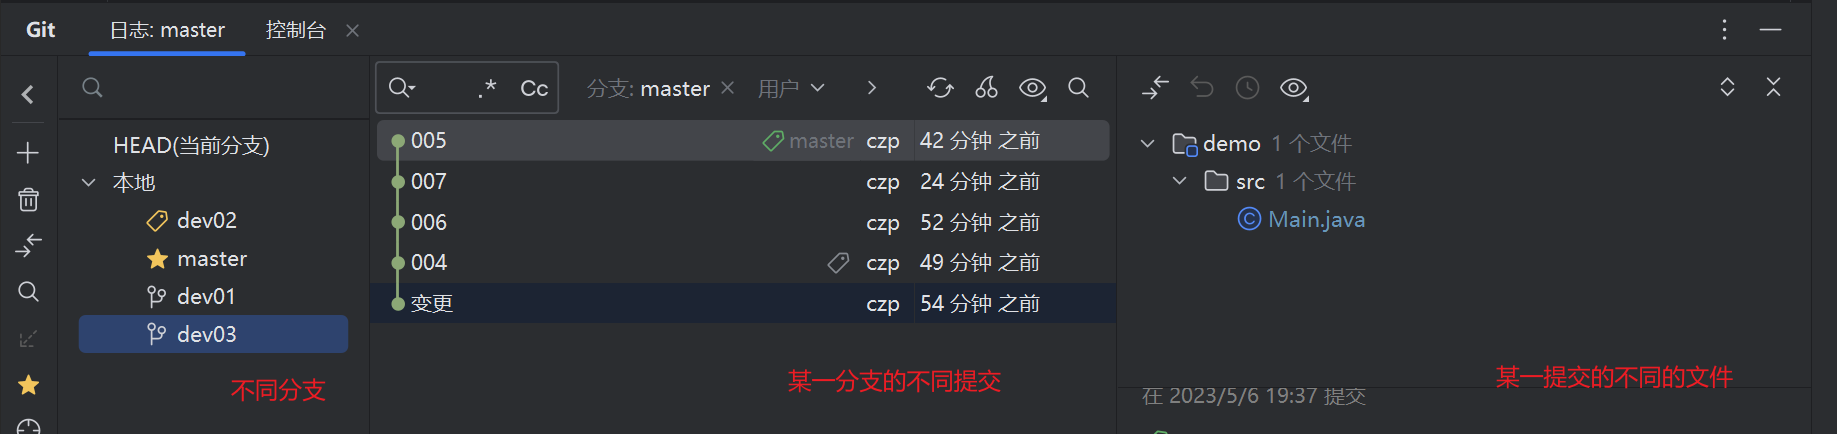 Git 日志: master 控制台
.* Cc 分支: master 用户
HEAD(当前分支)
本地
dev02
master
dev01
dev03
不同分支
005 master czp 42 分钟 之前
007 czp 24 分钟 之前
006 czp 52 分钟 之前
004 czp 49 分钟 之前
变更 czp 54 分钟 之前
某一分支的不同提交
demo 1 个文件
src 1 个文件
Main.java
某一提交的不同的文件
在 2023/5/6 19:37 提交